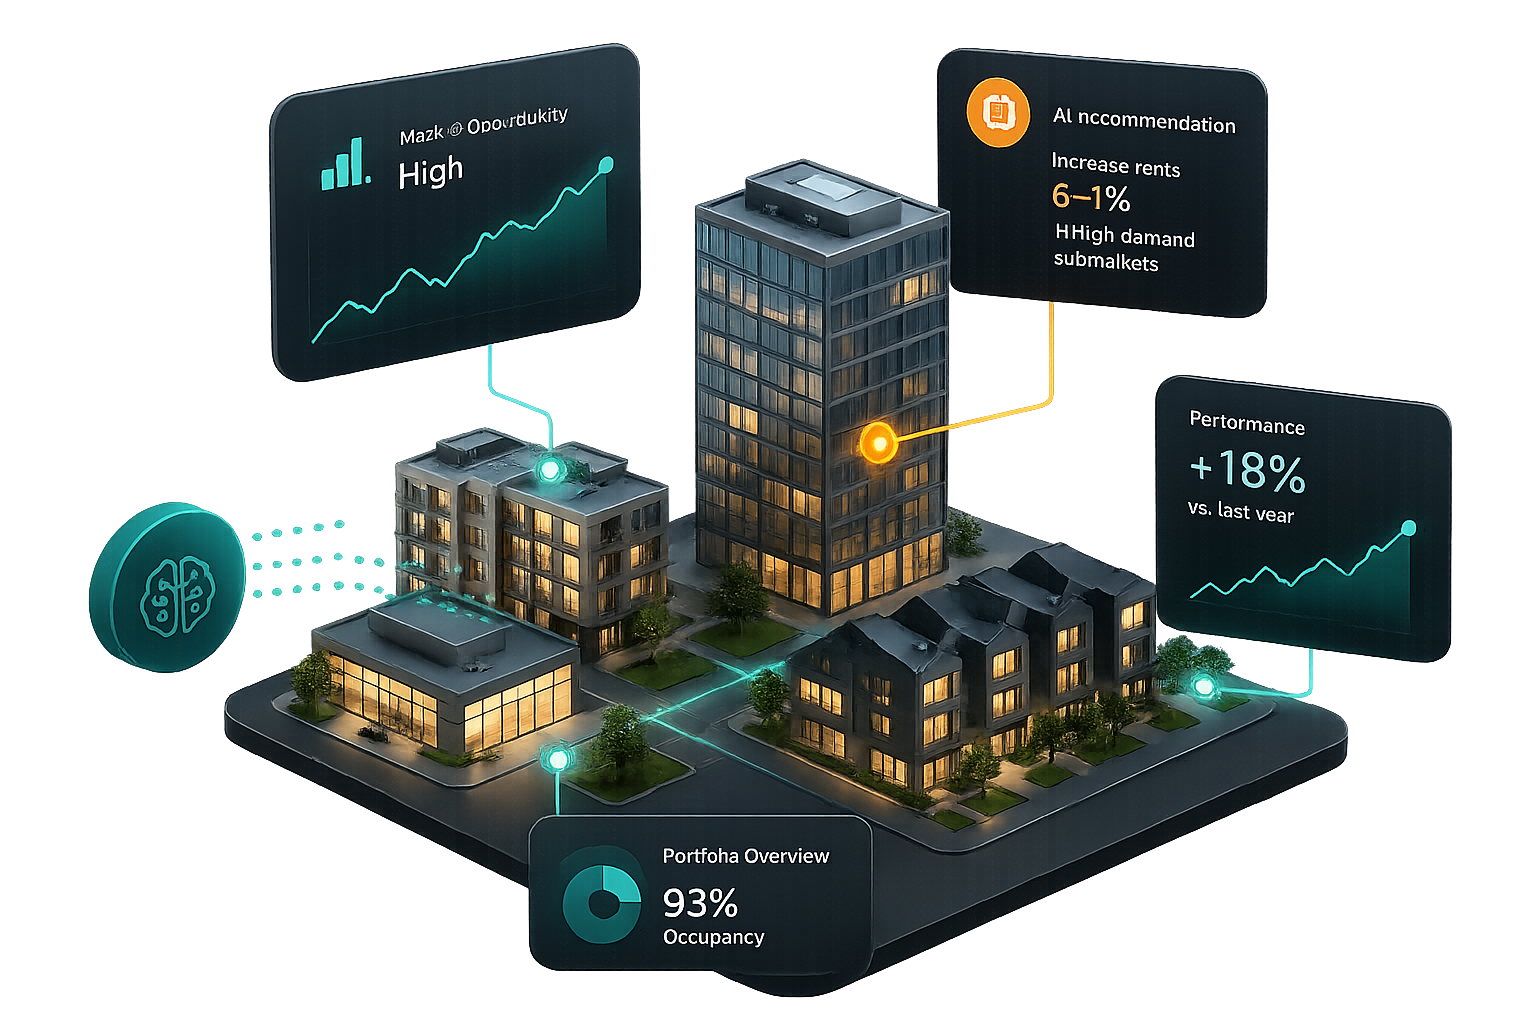 Mazk Opourdukity
High
AI nccommendation
Increase rents
6–1%
HHigh damand
submalkets
Pertormance
+18%
vs. last vear
Portfoha Overview
93%
Occupancy